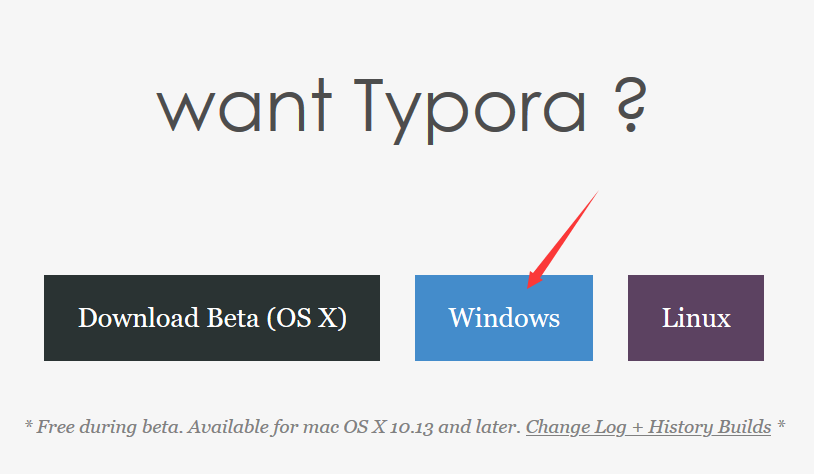 want Typora ?
Download Beta (OS X)
Windows
Linux
* Free during beta. Available for mac OS X 10.13 and later. Change Log + History Builds *